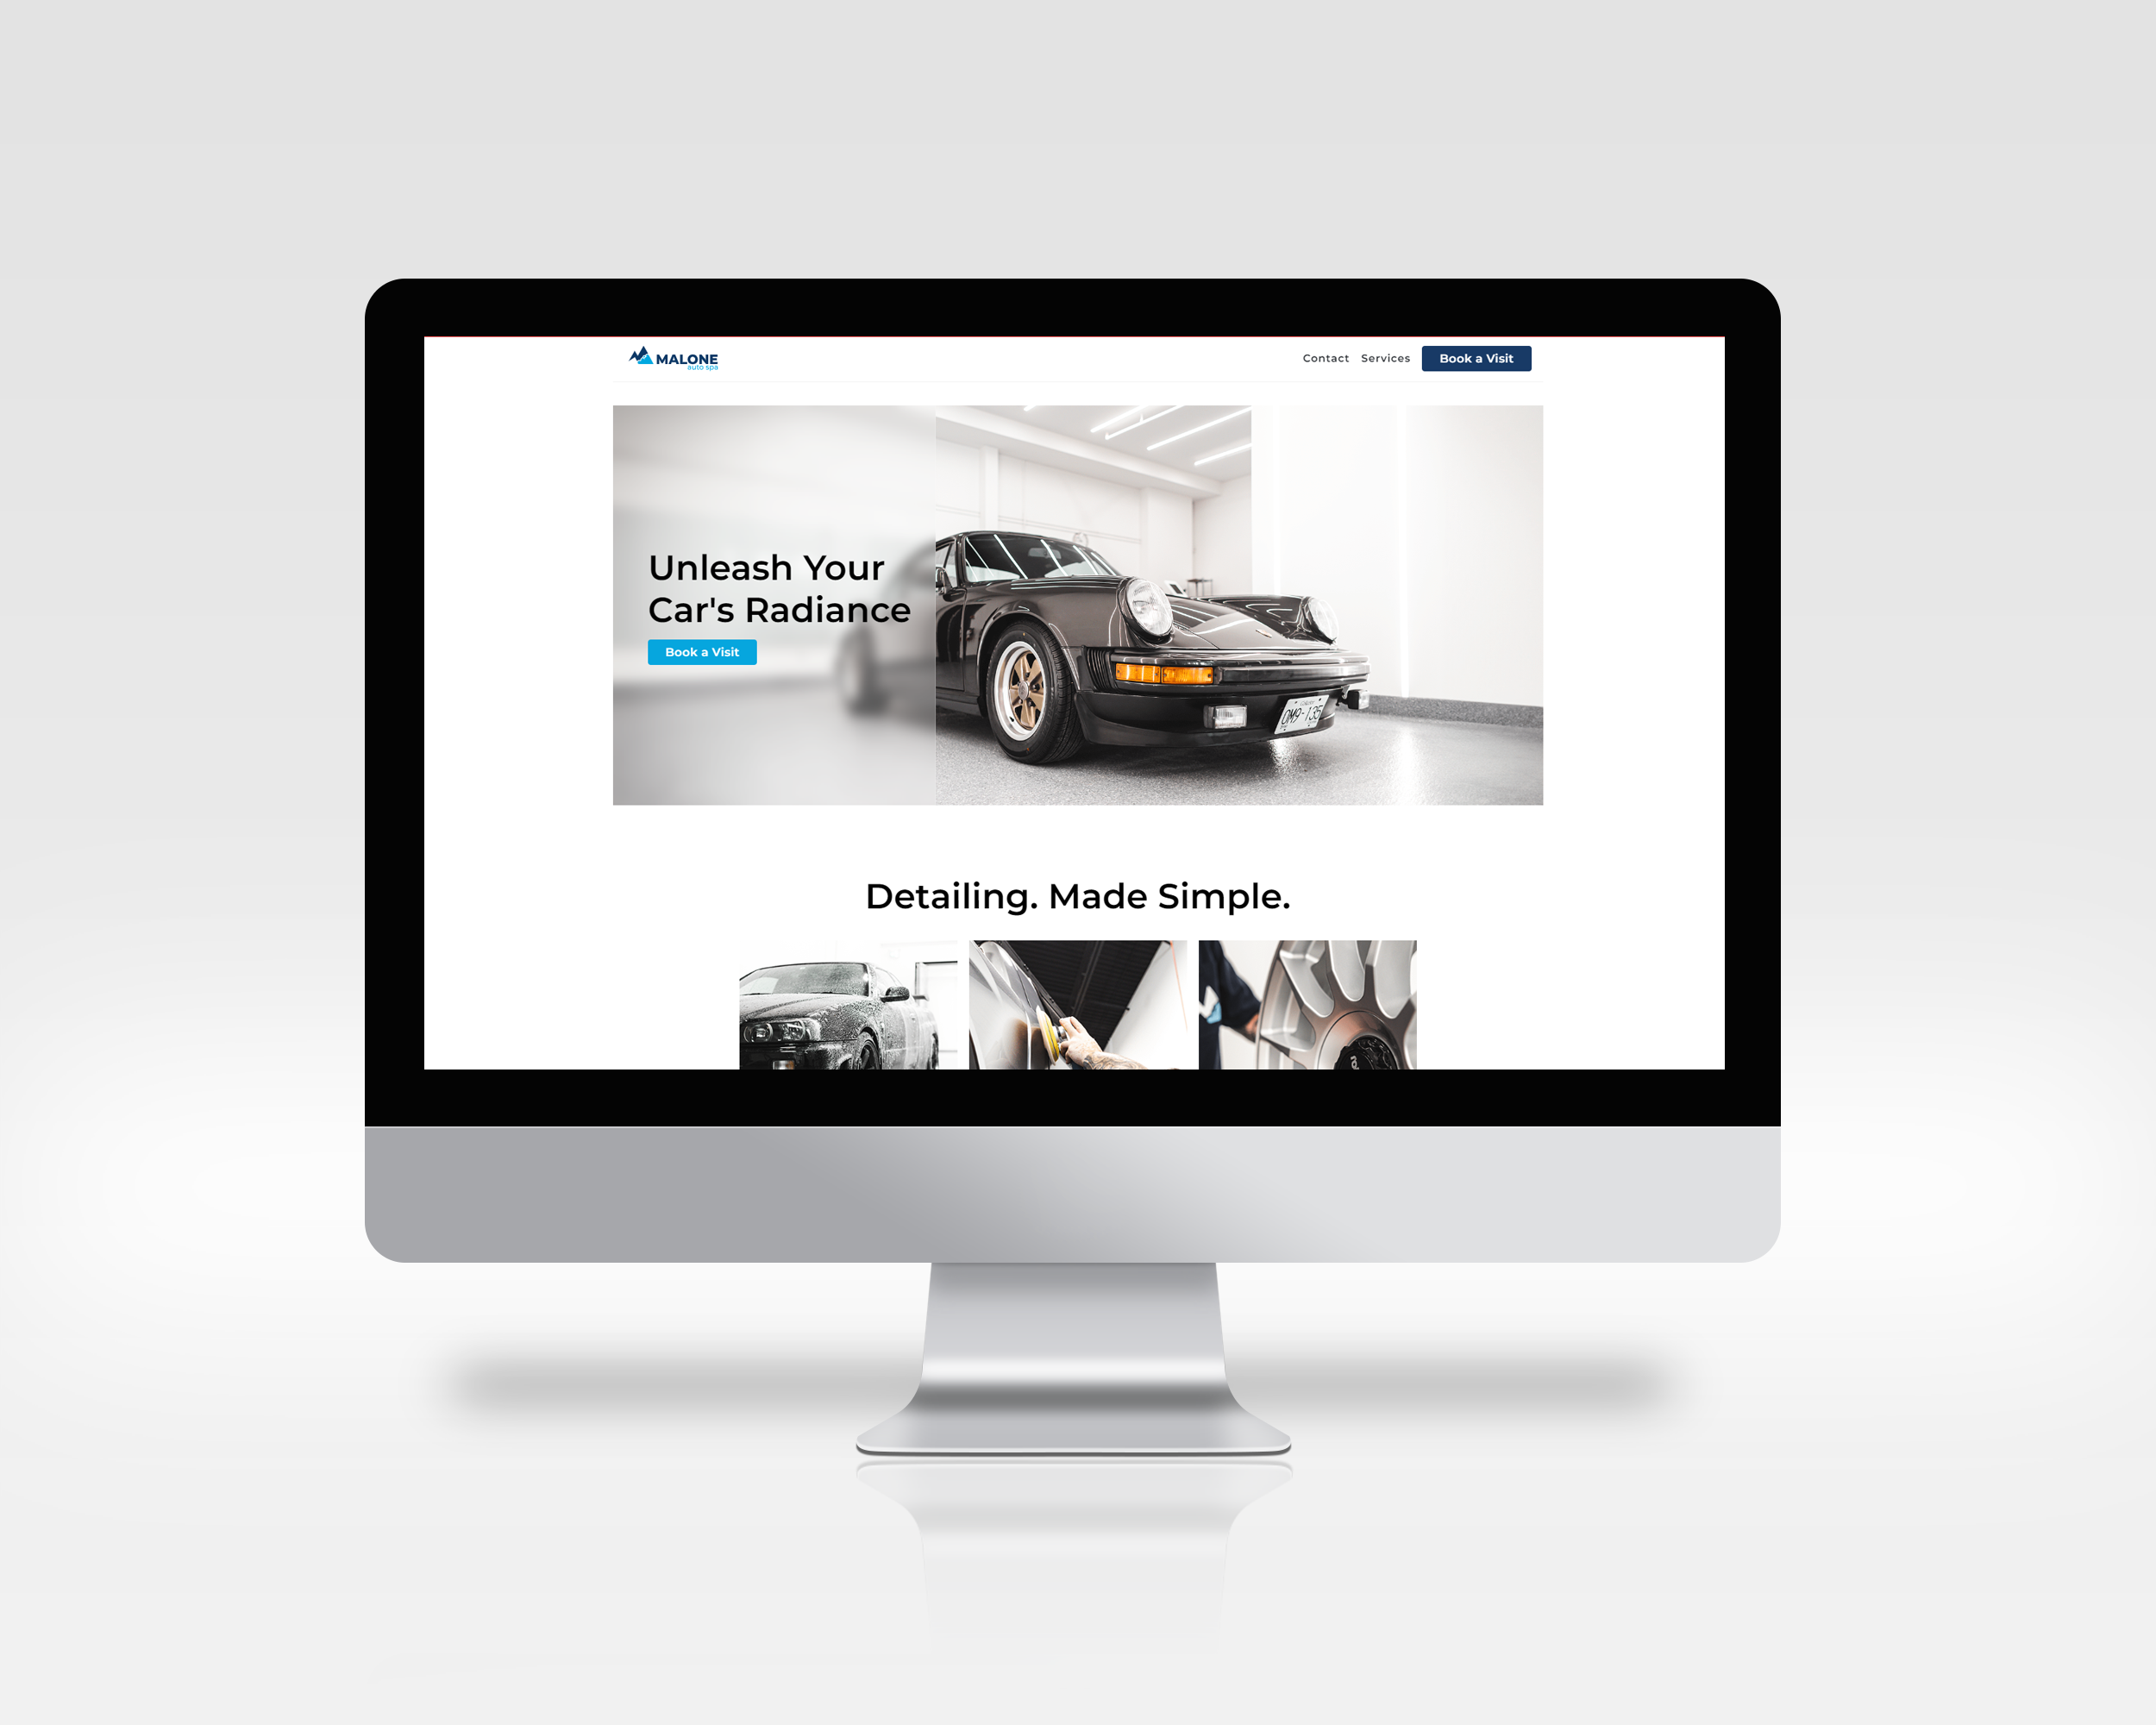 MALONE
auto spa
Contact Services Book a Visit
Unleash Your
Car's Radiance
Book a Visit
Detailing. Made Simple.